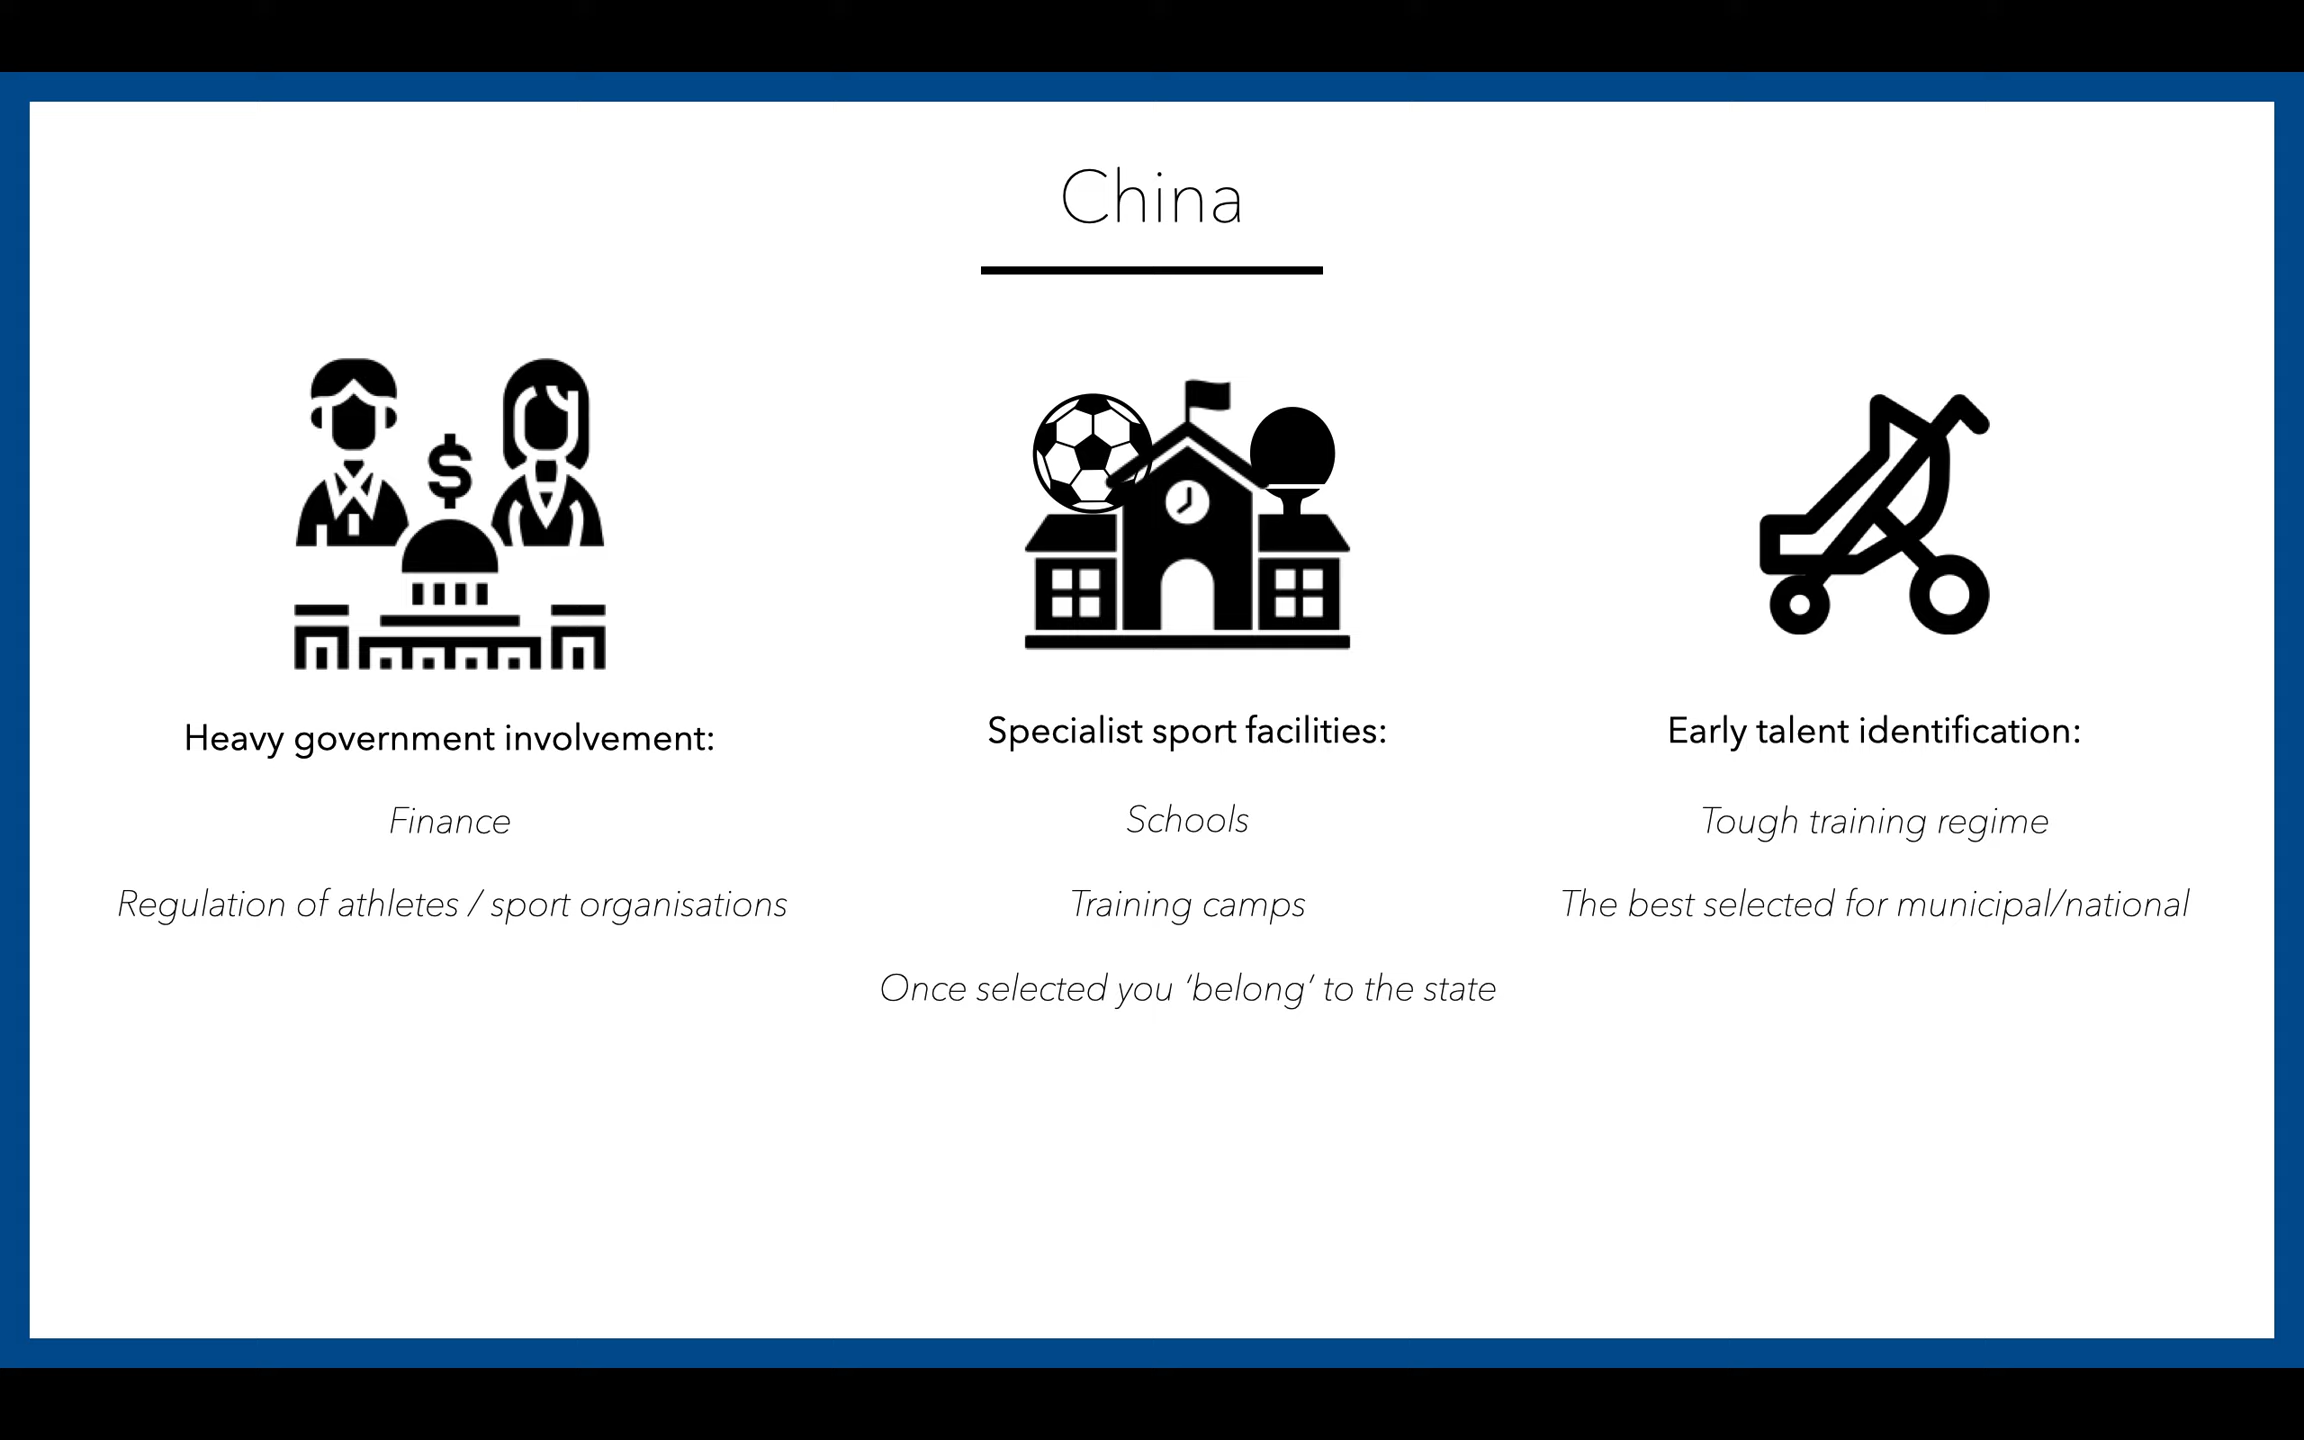 China
Heavy government involvement:
Finance
Regulation of athletes / sport organisations
Specialist sport facilities:
Schools
Training camps
Once selected you ‘belong’ to the state
Early talent identification:
Tough training regime
The best selected for municipal/national